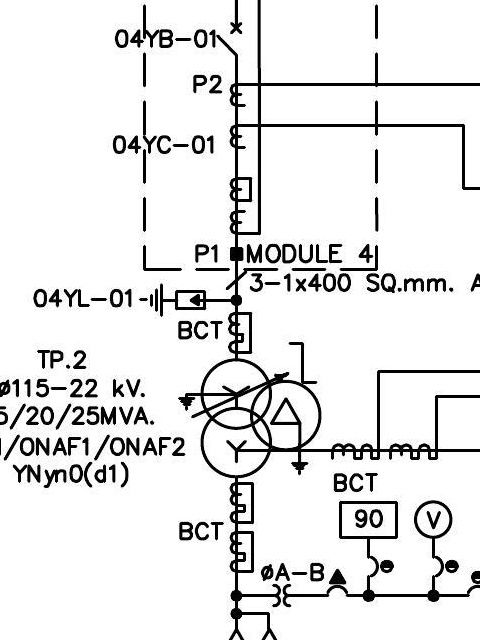 04YB-01
P2
04YC-01
P1 MODULE 4
3-1x400 SQ.mm.
04YL-01
BCT
TP.2
ø115-22 kV.
5/20/25MVA.
/ONAF1/ONAF2
YNyn0(d1)
BCT
90
V
BCT
øA-B